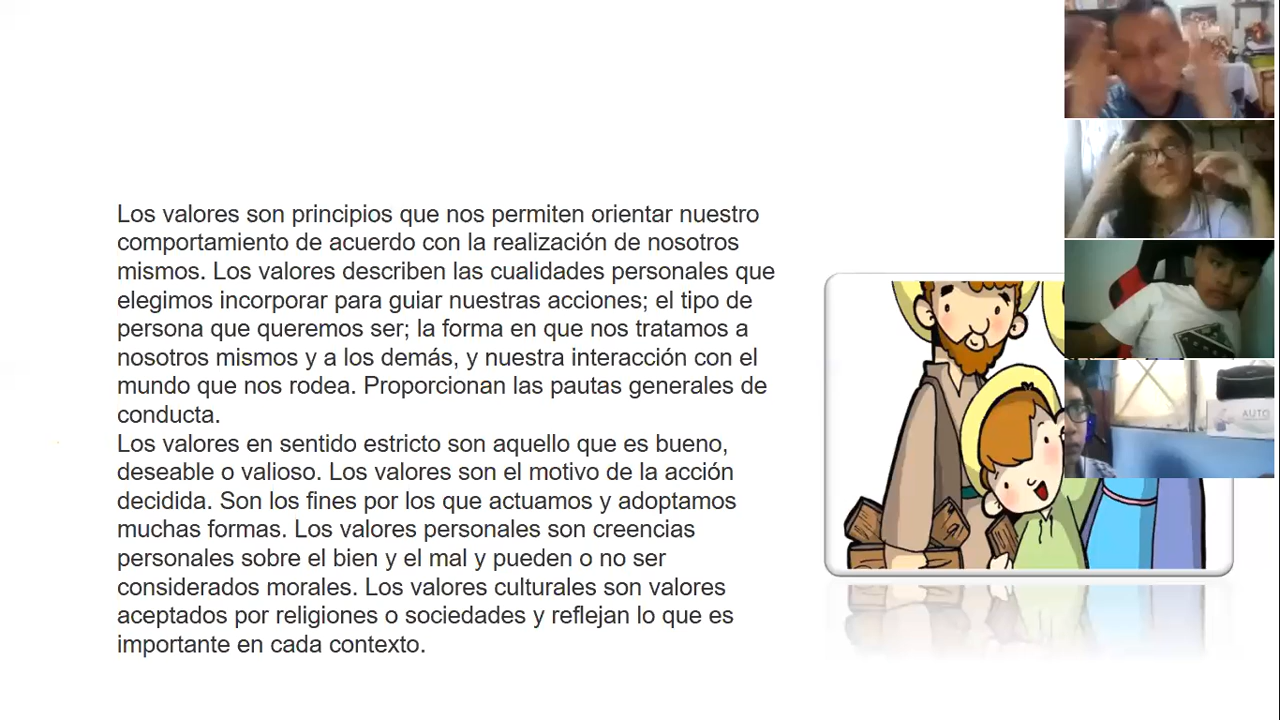 Los valores son principios que nos permiten orientar nuestro
comportamiento de acuerdo con la realización de nosotros
mismos. Los valores describen las cualidades personales que
elegimos incorporar para guiar nuestras acciones; el tipo de
persona que queremos ser; la forma en que nos tratamos a
nosotros mismos y a los demás, y nuestra interacción con el
mundo que nos rodea. Proporcionan las pautas generales de
conducta.
Los valores en sentido estricto son aquello que es bueno,
deseable o valioso. Los valores son el motivo de la acción
decidida. Son los fines por los que actuamos y adoptamos
muchas formas. Los valores personales son creencias
personales sobre el bien y el mal y pueden o no ser
considerados morales. Los valores culturales son valores
aceptados por religiones o sociedades y reflejan lo que es
importante en cada contexto.
AUTO